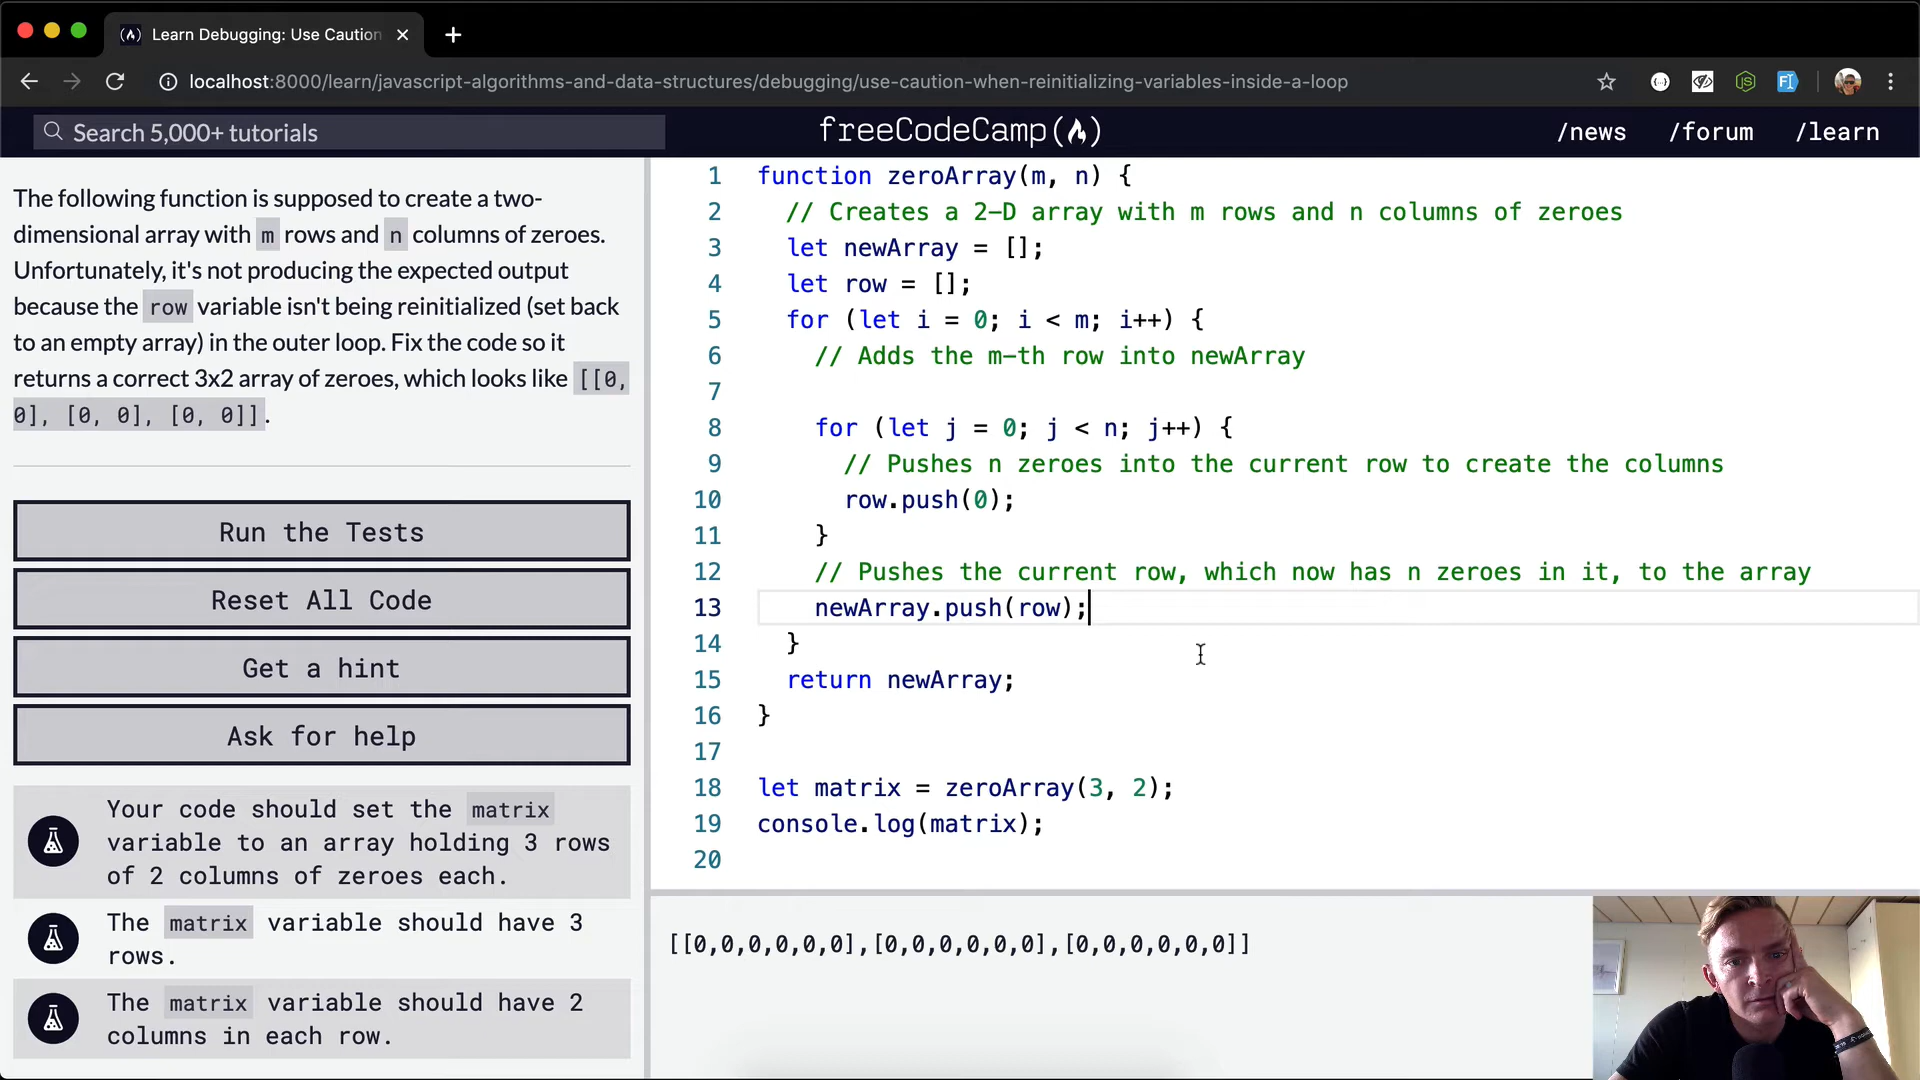 Learn Debugging: Use Caution
localhost:8000/learn/javascript-algorithms-and-data-structures/debugging/use-caution-when-reinitializing-variables-inside-a-loop
Search 5,000+ tutorials
freeCodeCamp
/news
/forum
/learn
The following function is supposed to create a two-
dimensional array with m rows and n columns of zeroes.
Unfortunately, it's not producing the expected output
because the row variable isn't being reinitialized (set back
to an empty array) in the outer loop. Fix the code so it
returns a correct 3x2 array of zeroes, which looks like [[0,
0], [0, 0], [0, 0]].
Run the Tests
Reset All Code
Get a hint
Ask for help
Your code should set the matrix
variable to an array holding 3 rows
of 2 columns of zeroes each.
The matrix variable should have 3
rows.
The matrix variable should have 2
columns in each row.
1 function zeroArray(m, n) {
2 // Creates a 2-D array with m rows and n columns of zeroes
3 let newArray = [];
4 let row = [];
5 for (let i = 0; i < m; i++) {
6 // Adds the m-th row into newArray
7
8 for (let j = 0; j < n; j++) {
9 // Pushes n zeroes into the current row to create the columns
10 row.push(0);
11 }
12 // Pushes the current row, which now has n zeroes in it, to the array
13 newArray.push(row);
14 }
15 return newArray;
16 }
17
18 let matrix = zeroArray(3, 2);
19 console.log(matrix);
20
[[0,0,0,0,0,0],[0,0,0,0,0,0],[0,0,0,0,0,0]]